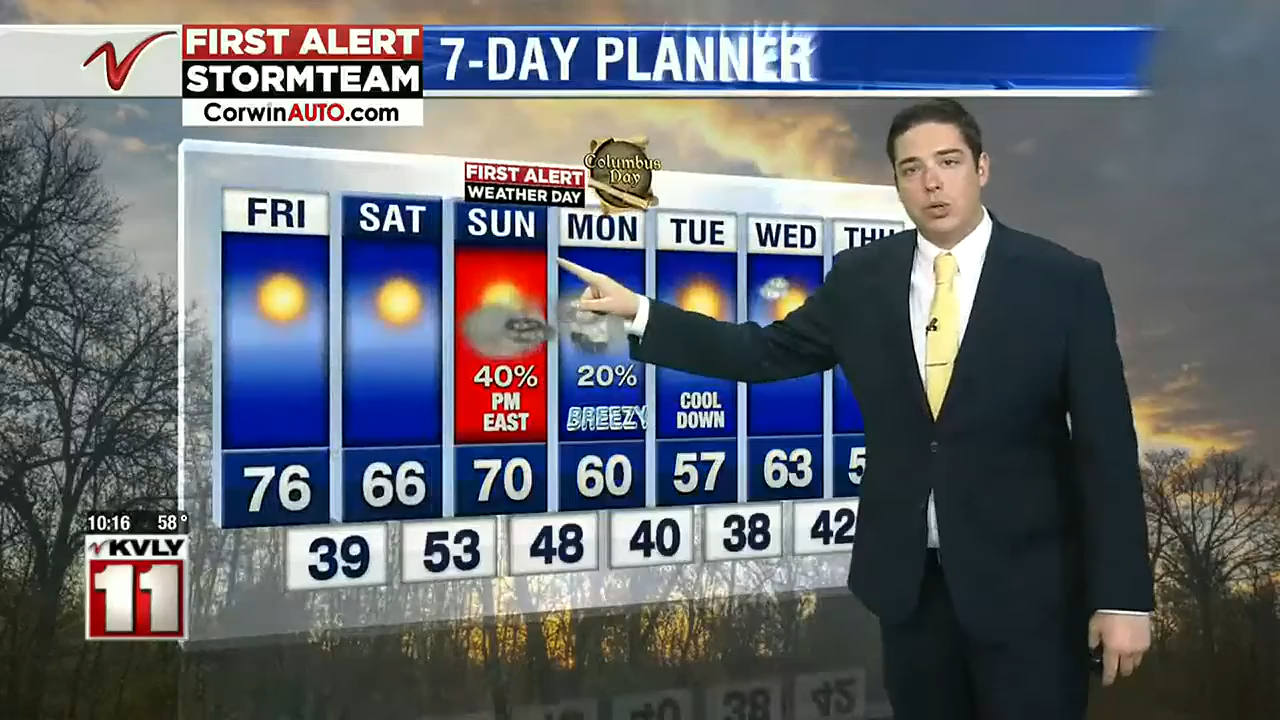 FIRST ALERT
STORMTEAM
CorwinAUTO.com
7-DAY PLANNER
FIRST ALERT
WEATHER DAY
Columbus
Day
FRI
SAT
SUN
MON
TUE
WED
THU
40%
PM
EAST
20%
BREEZY
COOL
DOWN
76
66
70
60
57
63
39
53
48
40
38
42
10:16 58°
KVLY
11